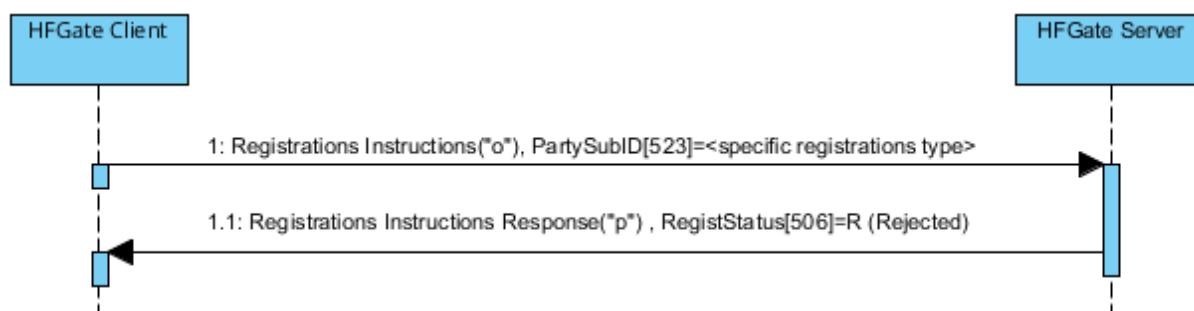 HFGate Client
HFGate Server
1: Registrations Instructions("o"), PartySubID[523]=<specific registrations type>
1.1: Registrations Instructions Response("p") , RegistStatus[506]=R (Rejected)